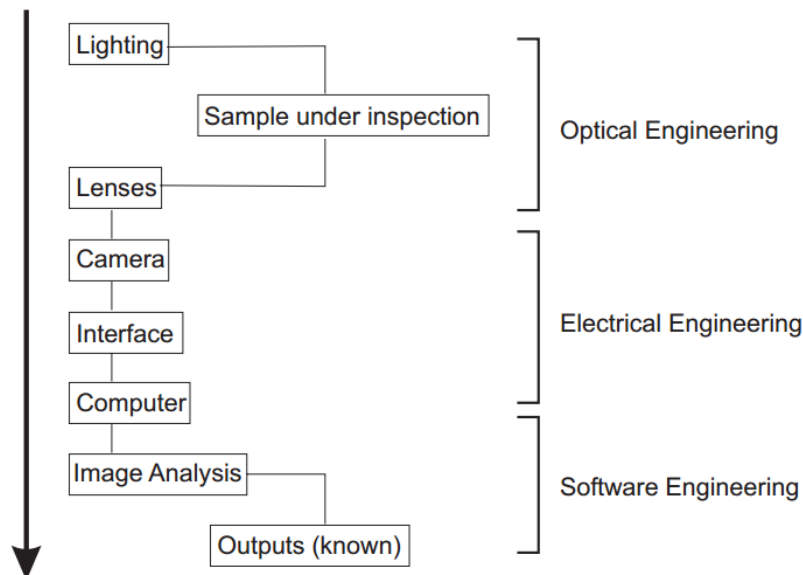 Lighting
Sample under inspection
Optical Engineering
Lenses
Camera
Interface
Electrical Engineering
Computer
Image Analysis
Software Engineering
Outputs (known)